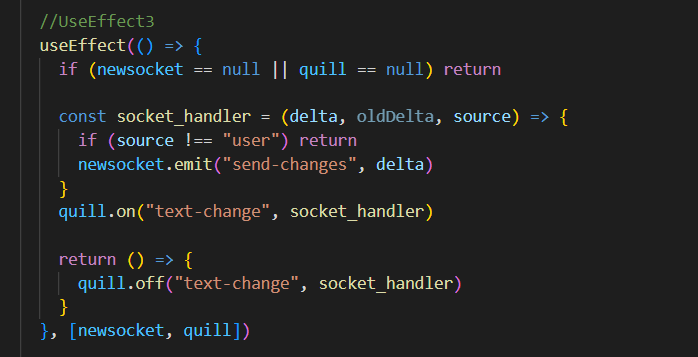 //UseEffect3
useEffect(() => {
  if (newsocket == null || quill == null) return

  const socket_handler = (delta, oldDelta, source) => {
    if (source !== "user") return
    newsocket.emit("send-changes", delta)
  }
  quill.on("text-change", socket_handler)

  return () => {
    quill.off("text-change", socket_handler)
  }
}, [newsocket, quill])